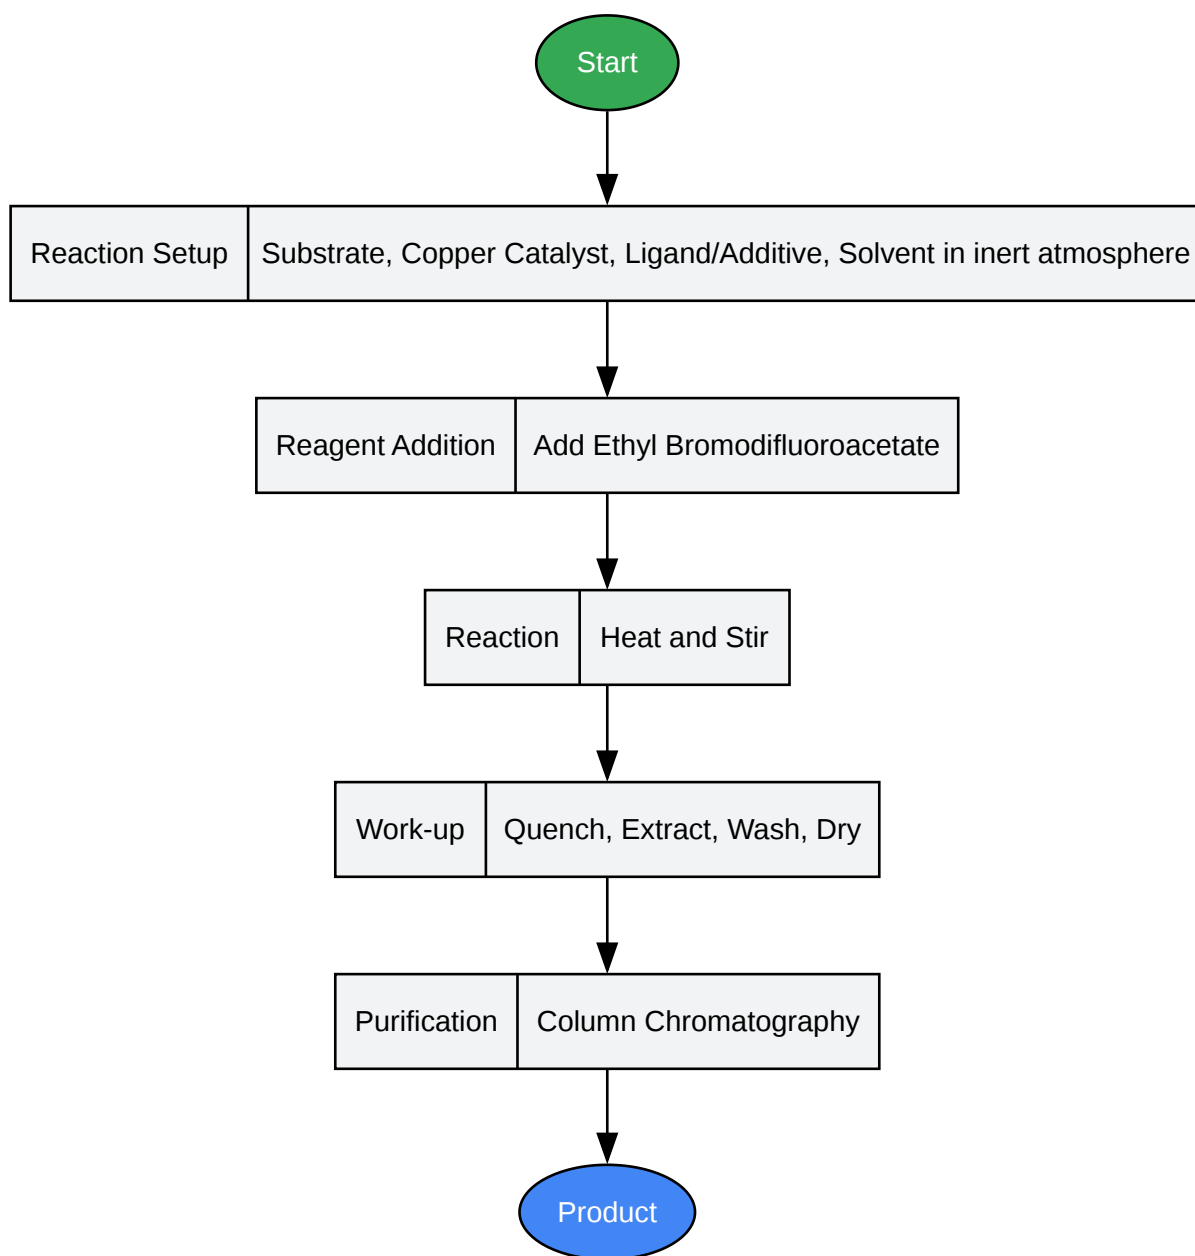 Start
Reaction Setup
Substrate, Copper Catalyst, Ligand/Additive, Solvent in inert atmosphere
Reagent Addition
Add Ethyl Bromodifluoroacetate
Reaction
Heat and Stir
Work-up
Quench, Extract, Wash, Dry
Purification
Column Chromatography
Product